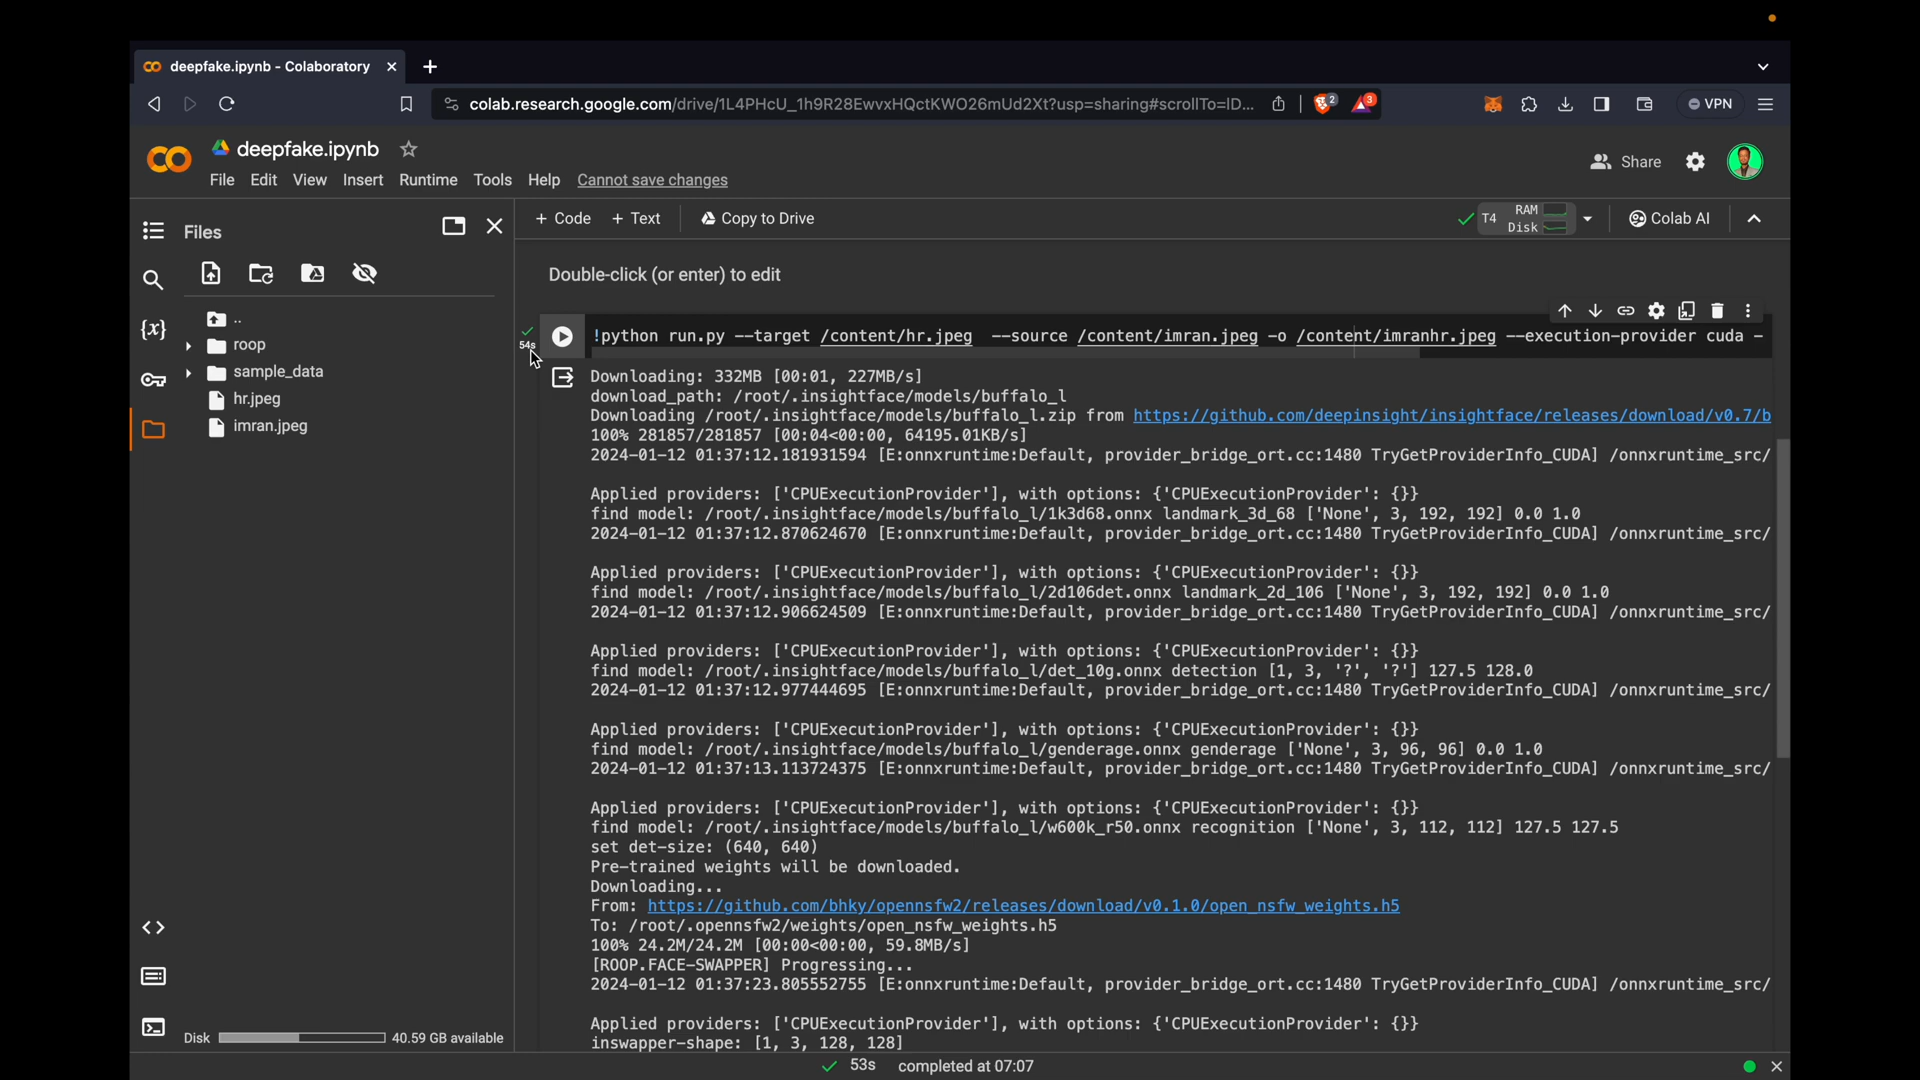 deepfake.ipynb - Colaboratory
colab.research.google.com/drive/1L4PHcU_1h9R28EwvxHQctKWO26mUd2Xt?usp=sharing#scrollTo=lD...
2
3
VPN
deepfake.ipynb
File Edit View Insert Runtime Tools Help Cannot save changes
Share
Files
+ Code + Text Copy to Drive
T4 RAM
Disk
Colab AI
..
roop
sample_data
hr.jpeg
imran.jpeg
{x}
Disk 40.59 GB available
Double-click (or enter) to edit
54s
!python run.py --target /content/hr.jpeg --source /content/imran.jpeg -o /content/imranhr.jpeg --execution-provider cuda -
Downloading: 332MB [00:01, 227MB/s]
download_path: /root/.insightface/models/buffalo_l
Downloading /root/.insightface/models/buffalo_l.zip from https://github.com/deepinsight/insightface/releases/download/v0.7/b
100% 281857/281857 [00:04<00:00, 64195.01KB/s]
2024-01-12 01:37:12.181931594 [E:onnxruntime:Default, provider_bridge_ort.cc:1480 TryGetProviderInfo_CUDA] /onnxruntime_src/
Applied providers: ['CPUExecutionProvider'], with options: {'CPUExecutionProvider': {}}
find model: /root/.insightface/models/buffalo_l/1k3d68.onnx landmark_3d_68 ['None', 3, 192, 192] 0.0 1.0
2024-01-12 01:37:12.870624670 [E:onnxruntime:Default, provider_bridge_ort.cc:1480 TryGetProviderInfo_CUDA] /onnxruntime_src/
Applied providers: ['CPUExecutionProvider'], with options: {'CPUExecutionProvider': {}}
find model: /root/.insightface/models/buffalo_l/2d106det.onnx landmark_2d_106 ['None', 3, 192, 192] 0.0 1.0
2024-01-12 01:37:12.906624509 [E:onnxruntime:Default, provider_bridge_ort.cc:1480 TryGetProviderInfo_CUDA] /onnxruntime_src/
Applied providers: ['CPUExecutionProvider'], with options: {'CPUExecutionProvider': {}}
find model: /root/.insightface/models/buffalo_l/det_10g.onnx detection [1, 3, '?', '?'] 127.5 128.0
2024-01-12 01:37:12.977444695 [E:onnxruntime:Default, provider_bridge_ort.cc:1480 TryGetProviderInfo_CUDA] /onnxruntime_src/
Applied providers: ['CPUExecutionProvider'], with options: {'CPUExecutionProvider': {}}
find model: /root/.insightface/models/buffalo_l/genderage.onnx genderage ['None', 3, 96, 96] 0.0 1.0
2024-01-12 01:37:13.113724375 [E:onnxruntime:Default, provider_bridge_ort.cc:1480 TryGetProviderInfo_CUDA] /onnxruntime_src/
Applied providers: ['CPUExecutionProvider'], with options: {'CPUExecutionProvider': {}}
find model: /root/.insightface/models/buffalo_l/w600k_r50.onnx recognition ['None', 3, 112, 112] 127.5 127.5
set det-size: (640, 640)
Pre-trained weights will be downloaded.
Downloading...
From: https://github.com/bhky/opennsfw2/releases/download/v0.1.0/open_nsfw_weights.h5
To: /root/.opennsfw2/weights/open_nsfw_weights.h5
100% 24.2M/24.2M [00:00<00:00, 59.8MB/s]
[ROOP.FACE-SWAPPER] Progressing...
2024-01-12 01:37:23.805552755 [E:onnxruntime:Default, provider_bridge_ort.cc:1480 TryGetProviderInfo_CUDA] /onnxruntime_src/
Applied providers: ['CPUExecutionProvider'], with options: {'CPUExecutionProvider': {}}
inswapper-shape: [1, 3, 128, 128]
53s completed at 07:07